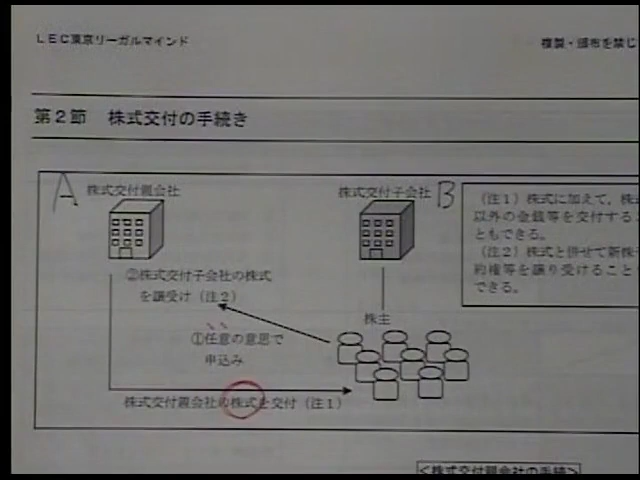 LEC東京リーガルマインド
複製・頒布を禁じ
第2節 株式交付の手続き
A
株式交付親会社
株式交付子会社
B
(注1)株式に加えて、株式
以外の金銭等を交付する
ともできる。
(注2)株式と併せて新株予
約権等を譲り受けること
できる。
②株式交付子会社の株式
を譲受け(注2)
株主
①任意の意思で
申込み
株式交付親会社の株式を交付(注1)
<株式交付親会社の手続>